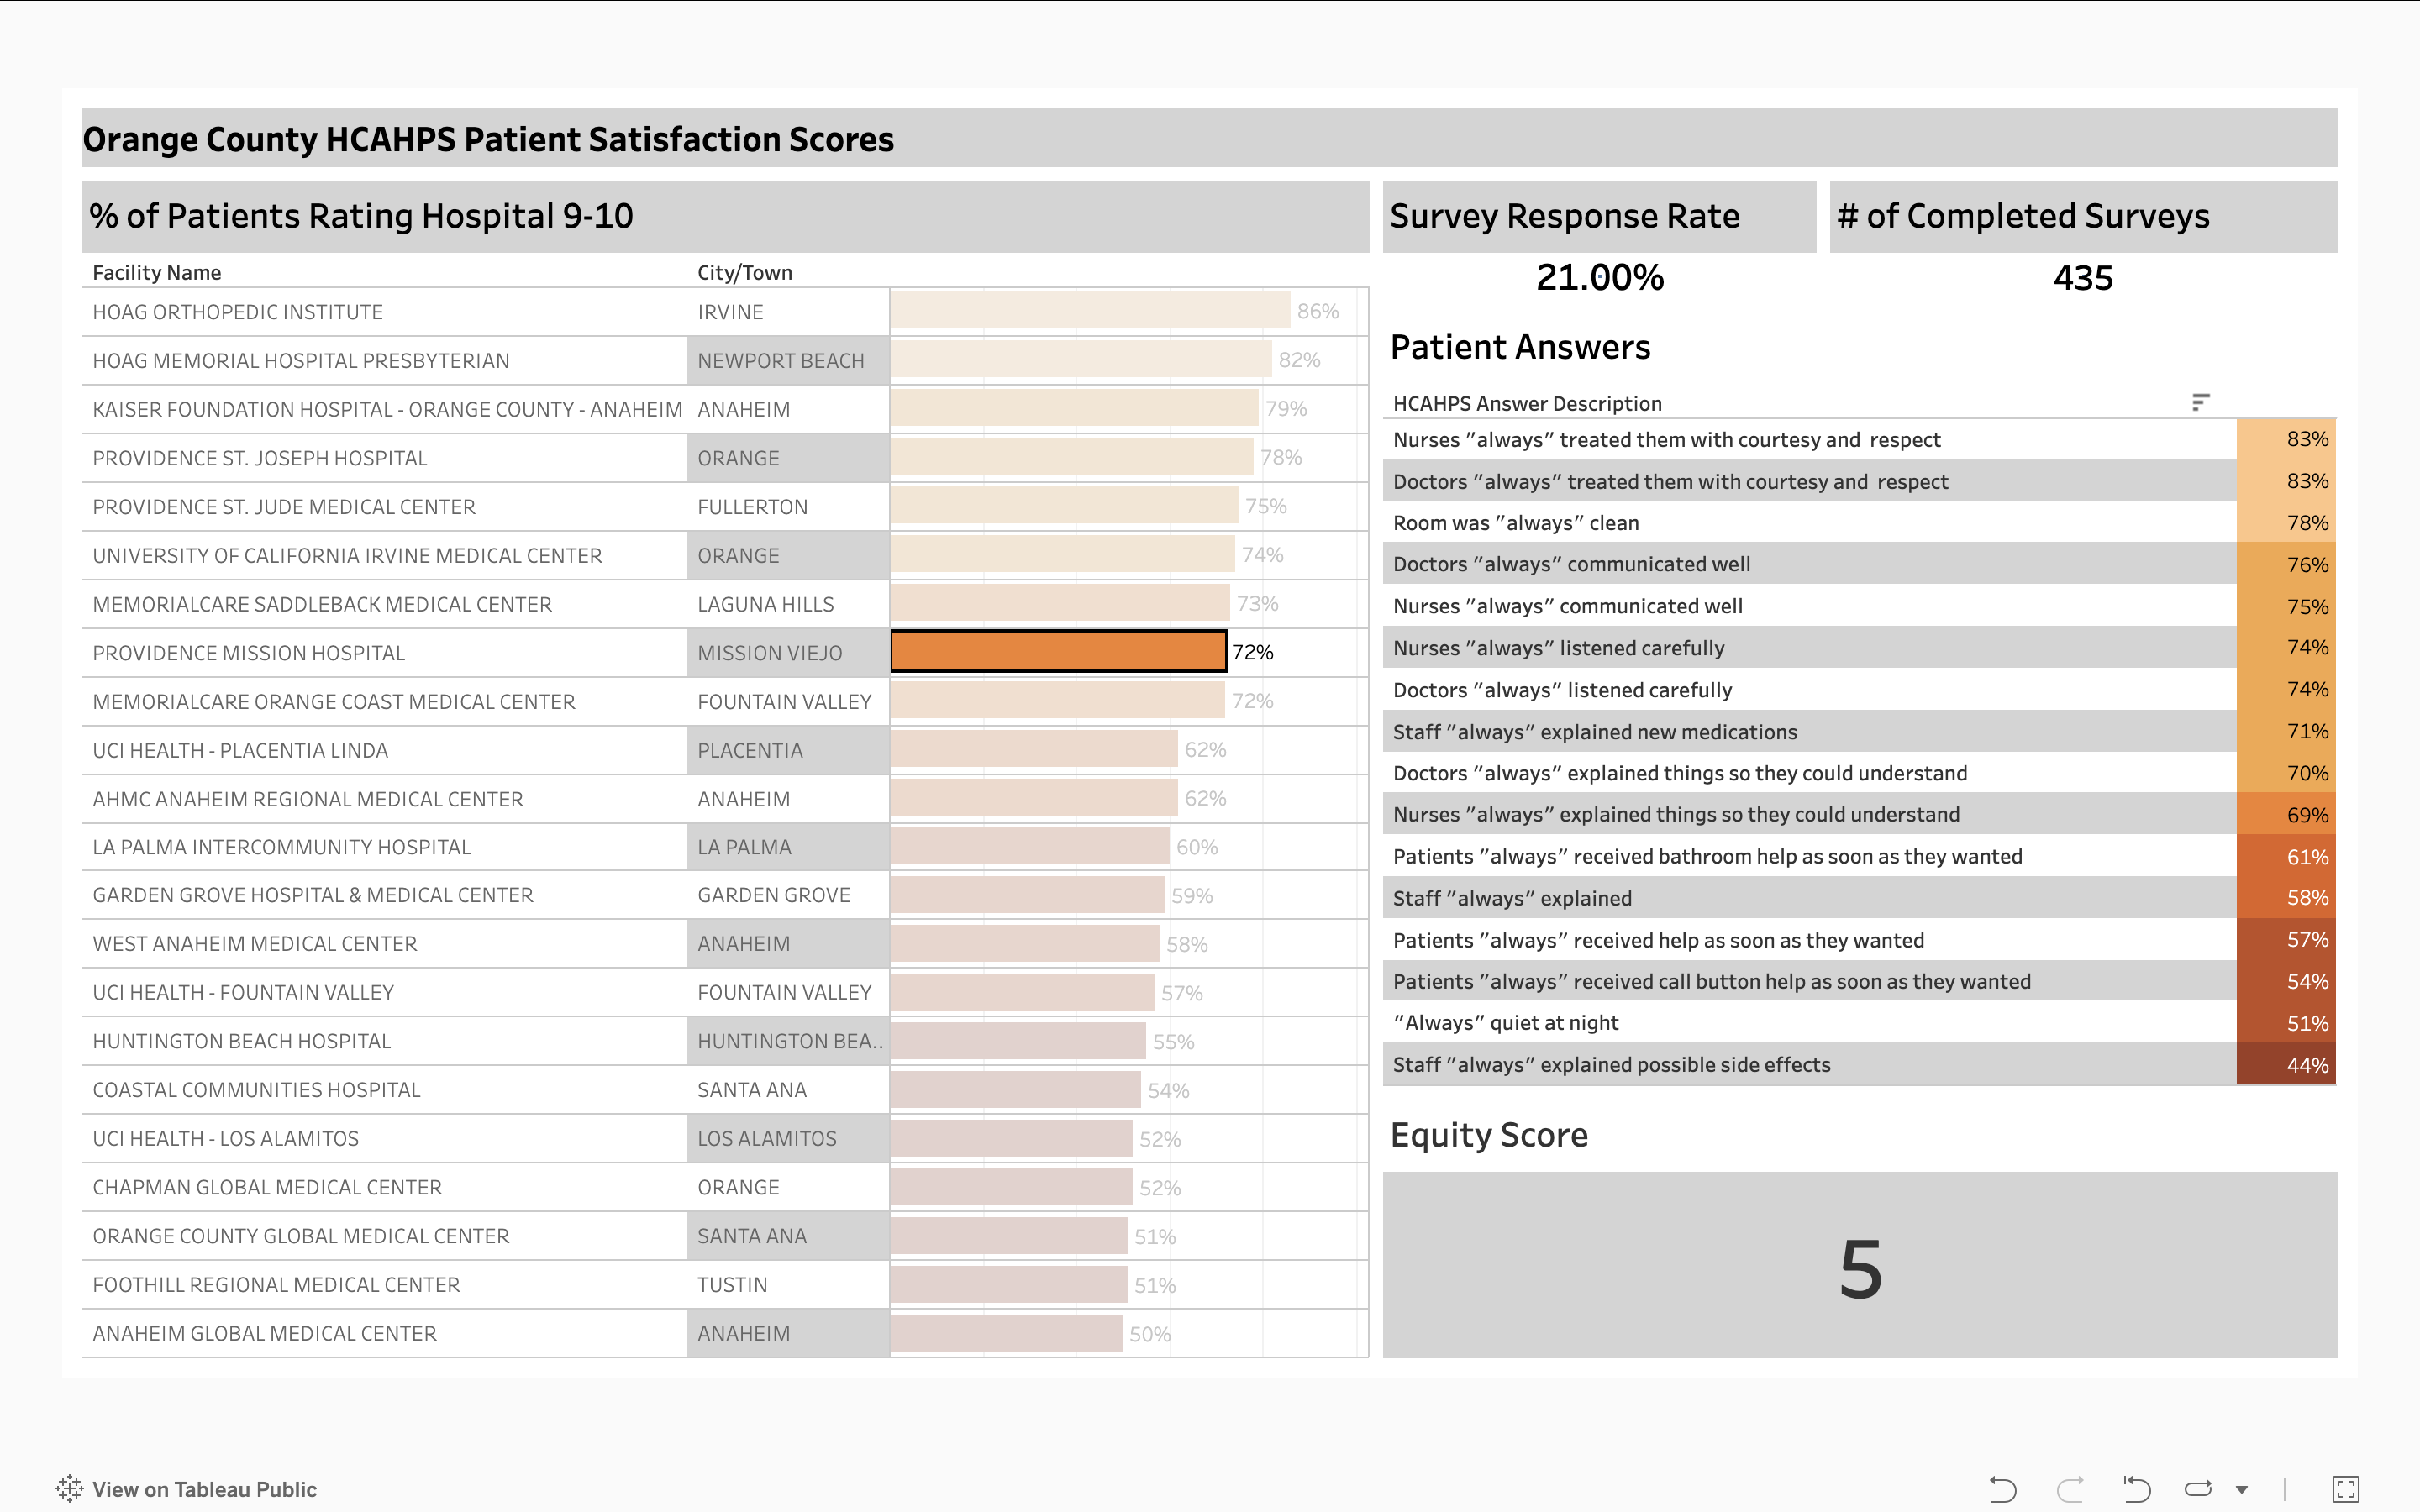 Orange County HCAHPS Patient Satisfaction Scores
% of Patients Rating Hospital 9-10
Facility Name City/Town
HOAG ORTHOPEDIC INSTITUTE IRVINE 86%
HOAG MEMORIAL HOSPITAL PRESBYTERIAN NEWPORT BEACH 82%
KAISER FOUNDATION HOSPITAL - ORANGE COUNTY - ANAHEIM ANAHEIM 79%
PROVIDENCE ST. JOSEPH HOSPITAL ORANGE 78%
PROVIDENCE ST. JUDE MEDICAL CENTER FULLERTON 75%
UNIVERSITY OF CALIFORNIA IRVINE MEDICAL CENTER ORANGE 74%
MEMORIALCARE SADDLEBACK MEDICAL CENTER LAGUNA HILLS 73%
PROVIDENCE MISSION HOSPITAL MISSION VIEJO 72%
MEMORIALCARE ORANGE COAST MEDICAL CENTER FOUNTAIN VALLEY 72%
UCI HEALTH - PLACENTIA LINDA PLACENTIA 62%
AHMC ANAHEIM REGIONAL MEDICAL CENTER ANAHEIM 62%
LA PALMA INTERCOMMUNITY HOSPITAL LA PALMA 60%
GARDEN GROVE HOSPITAL & MEDICAL CENTER GARDEN GROVE 59%
WEST ANAHEIM MEDICAL CENTER ANAHEIM 58%
UCI HEALTH - FOUNTAIN VALLEY FOUNTAIN VALLEY 57%
HUNTINGTON BEACH HOSPITAL HUNTINGTON BEA.. 55%
COASTAL COMMUNITIES HOSPITAL SANTA ANA 54%
UCI HEALTH - LOS ALAMITOS LOS ALAMITOS 52%
CHAPMAN GLOBAL MEDICAL CENTER ORANGE 52%
ORANGE COUNTY GLOBAL MEDICAL CENTER SANTA ANA 51%
FOOTHILL REGIONAL MEDICAL CENTER TUSTIN 51%
ANAHEIM GLOBAL MEDICAL CENTER ANAHEIM 50%
Survey Response Rate
21.00%
# of Completed Surveys
435
Patient Answers
HCAHPS Answer Description
Nurses "always" treated them with courtesy and  respect 83%
Doctors "always" treated them with courtesy and  respect 83%
Room was "always" clean 78%
Doctors "always" communicated well 76%
Nurses "always" communicated well 75%
Nurses "always" listened carefully 74%
Doctors "always" listened carefully 74%
Staff "always" explained new medications 71%
Doctors "always" explained things so they could understand 70%
Nurses "always" explained things so they could understand 69%
Patients "always" received bathroom help as soon as they wanted 61%
Staff "always" explained 58%
Patients "always" received help as soon as they wanted 57%
Patients "always" received call button help as soon as they wanted 54%
"Always" quiet at night 51%
Staff "always" explained possible side effects 44%
Equity Score
5
View on Tableau Public